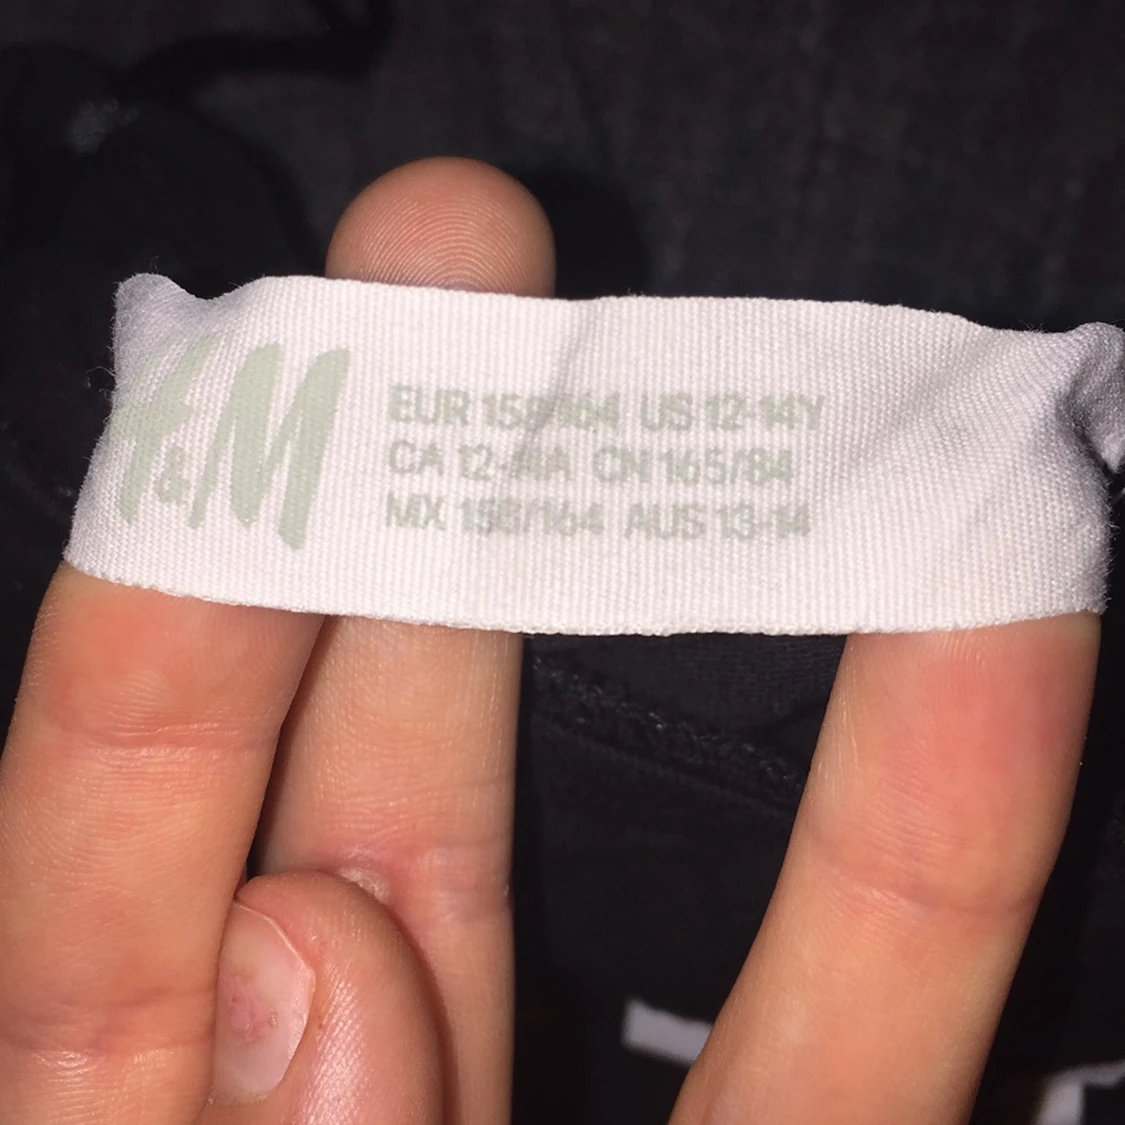 H&M
EUR 158/164 US 12-14Y
CA 12-14A CN 165/84
MX 158/164 AUS 13-14